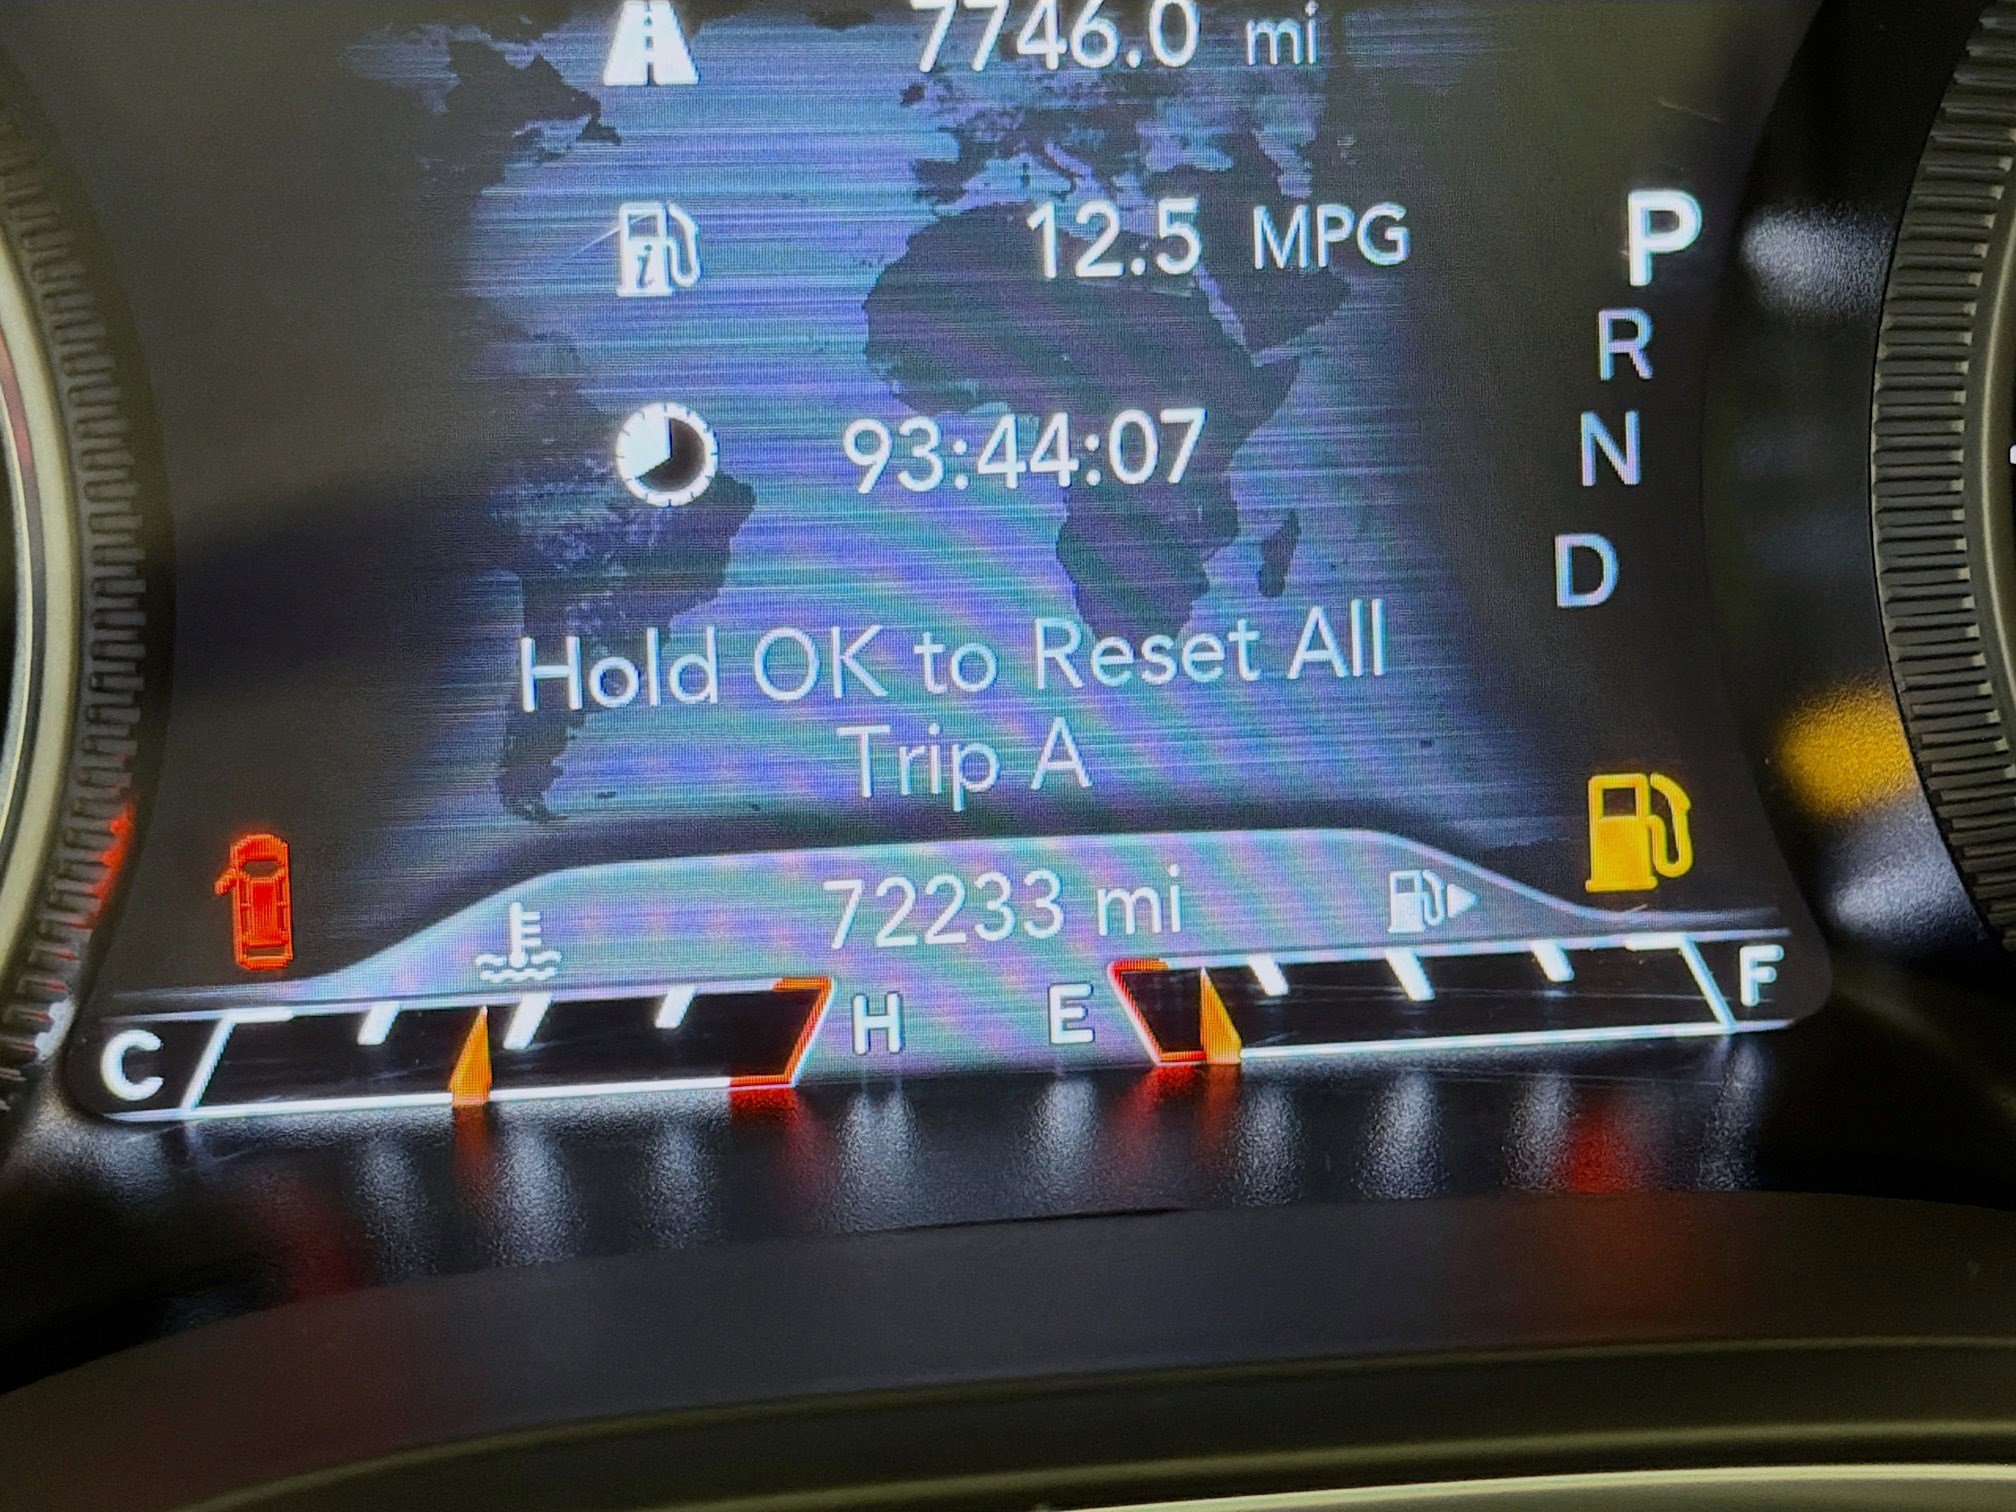 7746.0 mi
12.5 MPG
93:44:07
Hold OK to Reset All
Trip A
P
R
N
D
72233 mi
C H E F